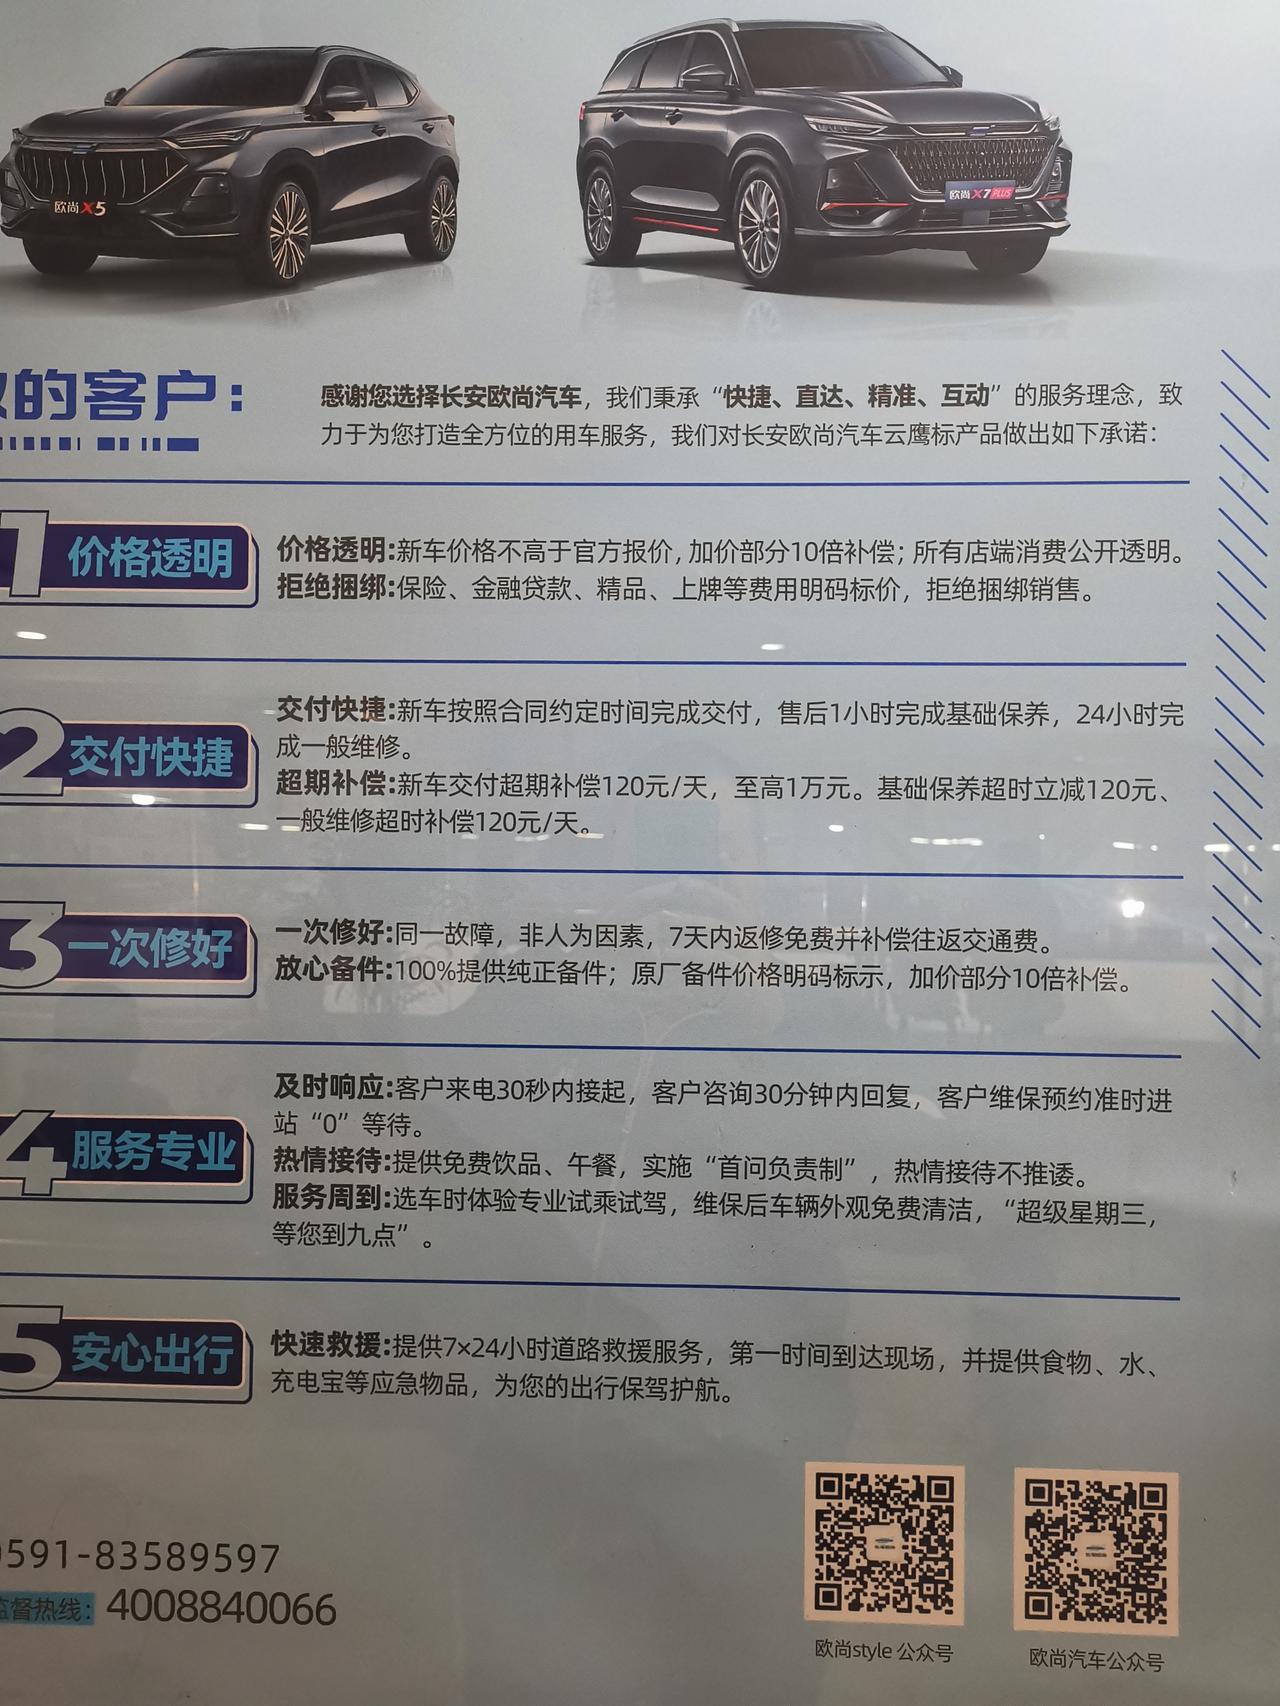 欧尚X5
欧尚X7PLUS
的客户：
感谢您选择长安欧尚汽车，我们秉承“快捷、直达、精准、互动”的服务理念，致
力于为您打造全方位的用车服务，我们对长安欧尚汽车云鹰标产品做出如下承诺：
1 价格透明
价格透明:新车价格不高于官方报价,加价部分10倍补偿；所有店端消费公开透明。
拒绝捆绑:保险、金融贷款、精品、上牌等费用明码标价，拒绝捆绑销售。
2 交付快捷
交付快捷:新车按照合同约定时间完成交付，售后1小时完成基础保养，24小时完
成一般维修。
超期补偿:新车交付超期补偿120元/天，至高1万元。基础保养超时立减120元、
一般维修超时补偿120元/天。
3 一次修好
一次修好:同一故障，非人为因素，7天内返修免费并补偿往返交通费。
放心备件:100%提供纯正备件；原厂备件价格明码标示，加价部分10倍补偿。
4 服务专业
及时响应:客户来电30秒内接起，客户咨询30分钟内回复，客户维保预约准时进
站“0”等待。
热情接待:提供免费饮品、午餐，实施“首问负责制”，热情接待不推诿。
服务周到:选车时体验专业试乘试驾，维保后车辆外观免费清洁，“超级星期三，
等您到九点”。
5 安心出行
快速救援:提供7×24小时道路救援服务，第一时间到达现场，并提供食物、水、
充电宝等应急物品，为您的出行保驾护航。
0591-83589597
监督热线：4008840066
欧尚style 公众号
欧尚汽车公众号